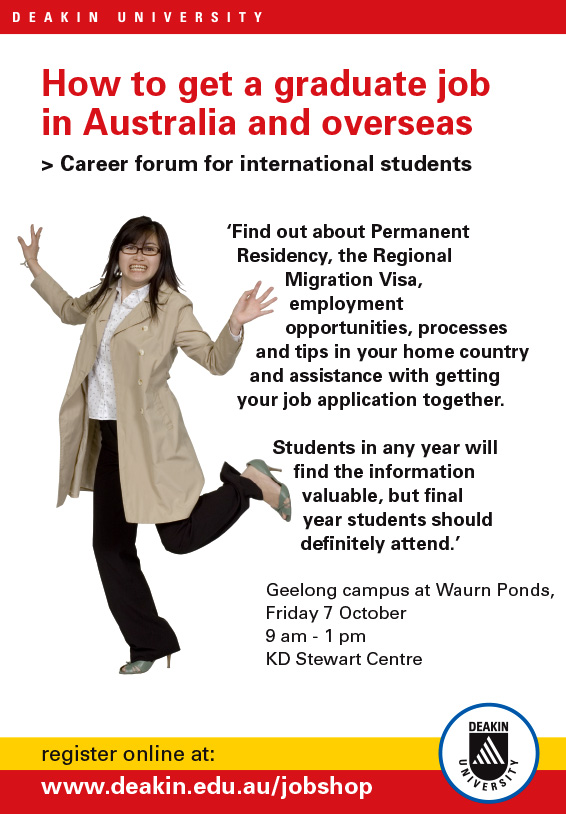 DEAKIN UNIVERSITY
How to get a graduate job
in Australia and overseas
> Career forum for international students
‘Find out about Permanent
Residency, the Regional
Migration Visa,
employment
opportunities, processes
and tips in your home country
and assistance with getting
your job application together.
Students in any year will
find the information
valuable, but final
year students should
definitely attend.’
Geelong campus at Waurn Ponds,
Friday 7 October
9 am - 1 pm
KD Stewart Centre
register online at:
www.deakin.edu.au/jobshop
DEAKIN
UNIVERSITY